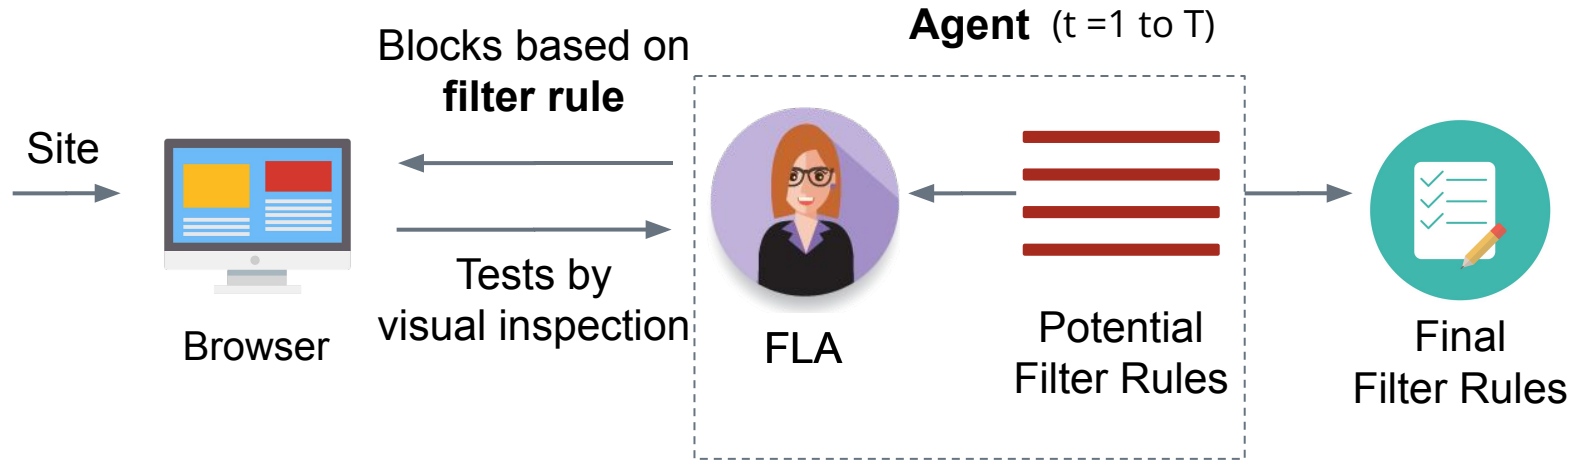 Agent (t =1 to T)
Blocks based on
filter rule
Site
Tests by
visual inspection
Browser
FLA
Potential
Filter Rules
Final
Filter Rules